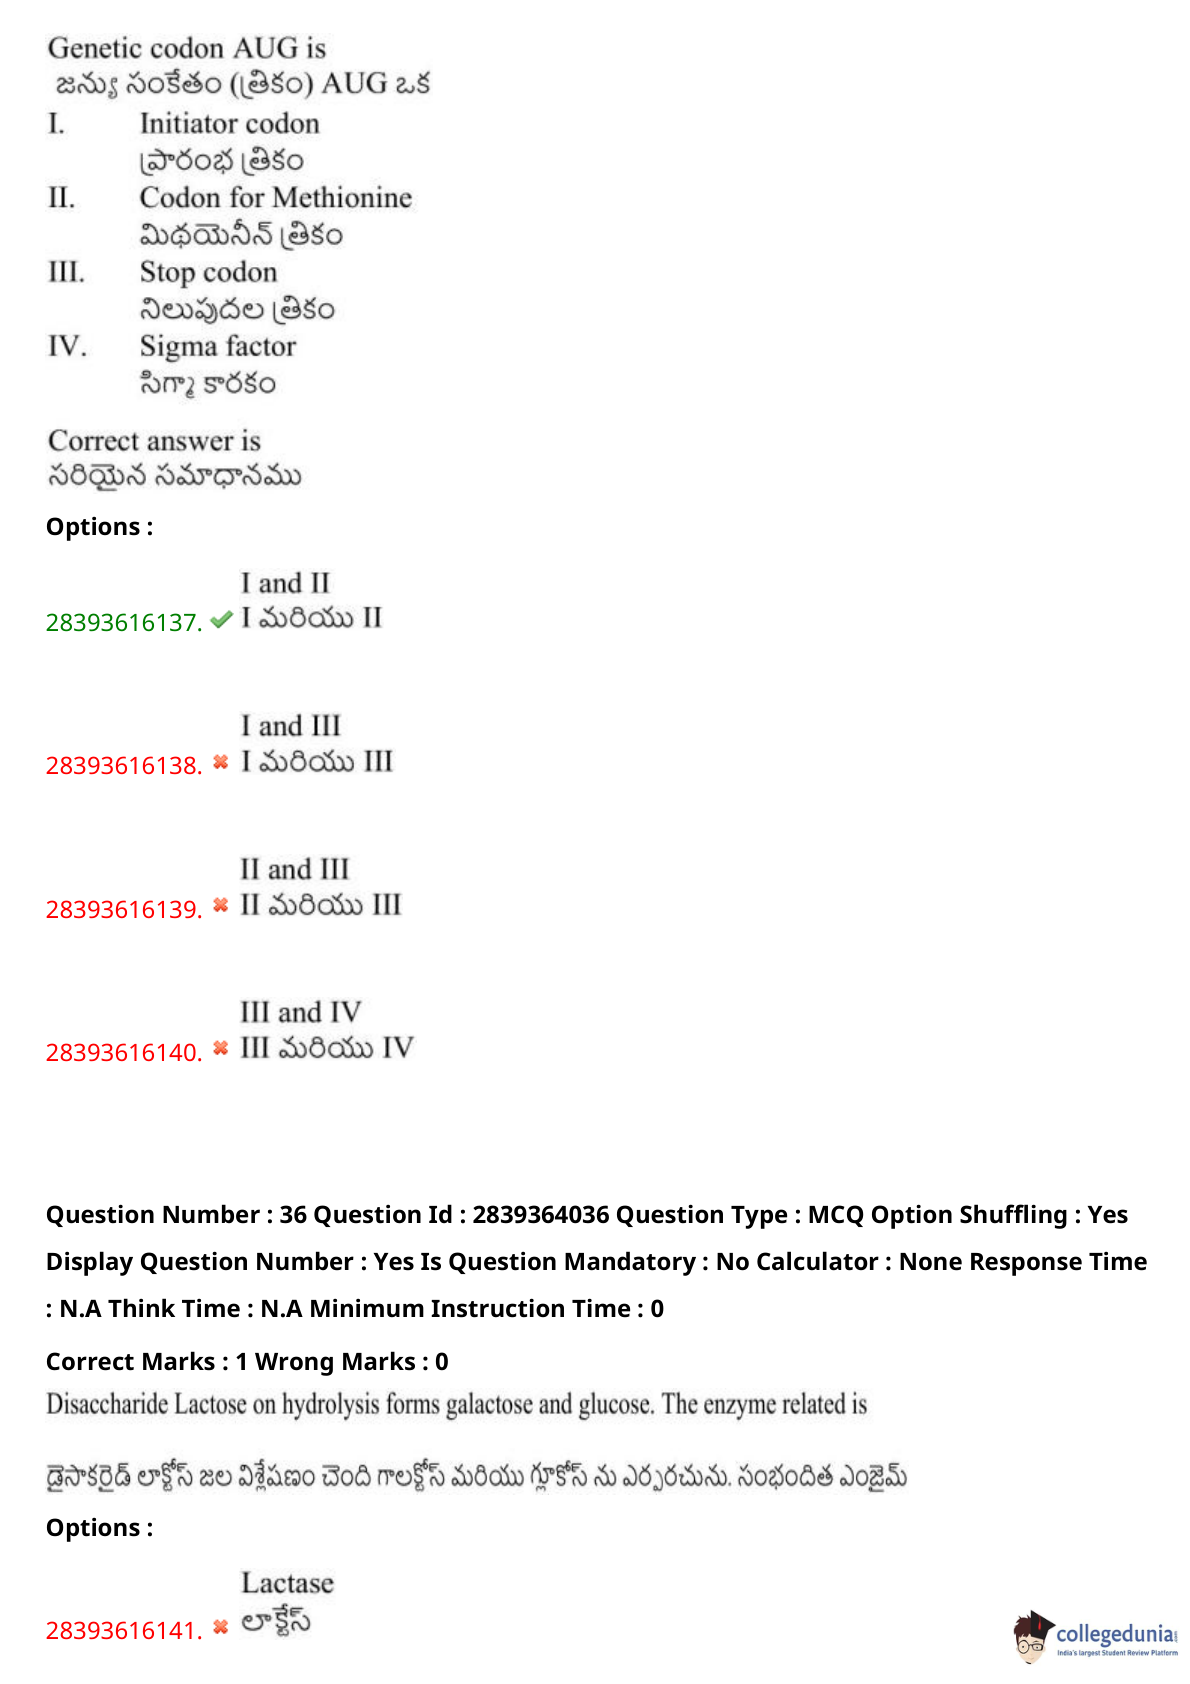 Genetic codon AUG is
జన్యు సంకేతం (త్రికం) AUG ఒక
I. Initiator codon
ప్రారంభ త్రికం
II. Codon for Methionine
మిథయెనీన్ త్రికం
III. Stop codon
నిలుపుదల త్రికం
IV. Sigma factor
సిగ్మా కారకం
Correct answer is
సరియైన సమాధానము
Options :
I and II
28393616137. I మరియు II
I and III
28393616138. I మరియు III
II and III
28393616139. II మరియు III
III and IV
28393616140. III మరియు IV
Question Number : 36 Question Id : 2839364036 Question Type : MCQ Option Shuffling : Yes
Display Question Number : Yes Is Question Mandatory : No Calculator : None Response Time
: N.A Think Time : N.A Minimum Instruction Time : 0
Correct Marks : 1 Wrong Marks : 0
Disaccharide Lactose on hydrolysis forms galactose and glucose. The enzyme related is
డైసాకరైడ్ లాక్టోస్ జల విశ్లేషణం చెంది గాలక్టోస్ మరియు గ్లూకోస్ ను ఎర్పరచును. సంభందిత ఎంజైమ్
Options :
Lactase
28393616141. లాక్టేస్
collegedunia
India's largest Student Review Platform